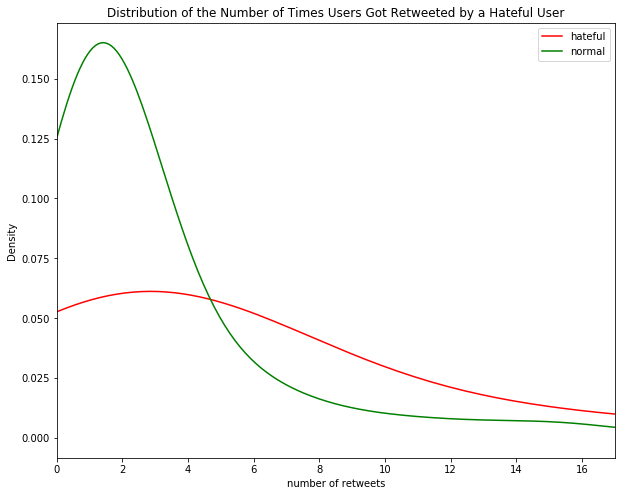 Distribution of the Number of Times Users Got Retweeted by a Hateful User
hateful
normal
0.150
0.125
0.100
0.075
0.050
0.025
0.000
Density
0 2 4 6 8 10 12 14 16
number of retweets